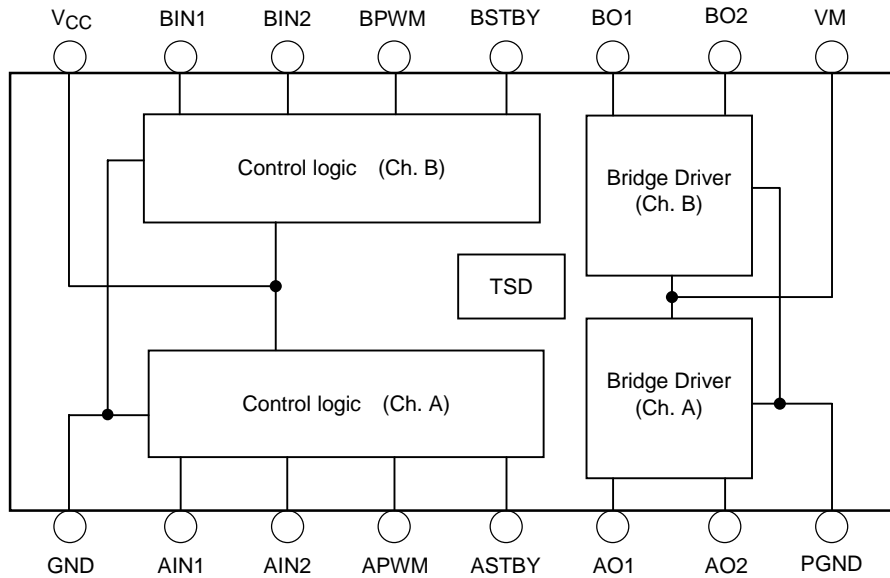 VCC BIN1 BIN2 BPWM BSTBY BO1 BO2 VM
Control logic (Ch. B)
Bridge Driver
(Ch. B)
TSD
Control logic (Ch. A)
Bridge Driver
(Ch. A)
GND AIN1 AIN2 APWM ASTBY AO1 AO2 PGND